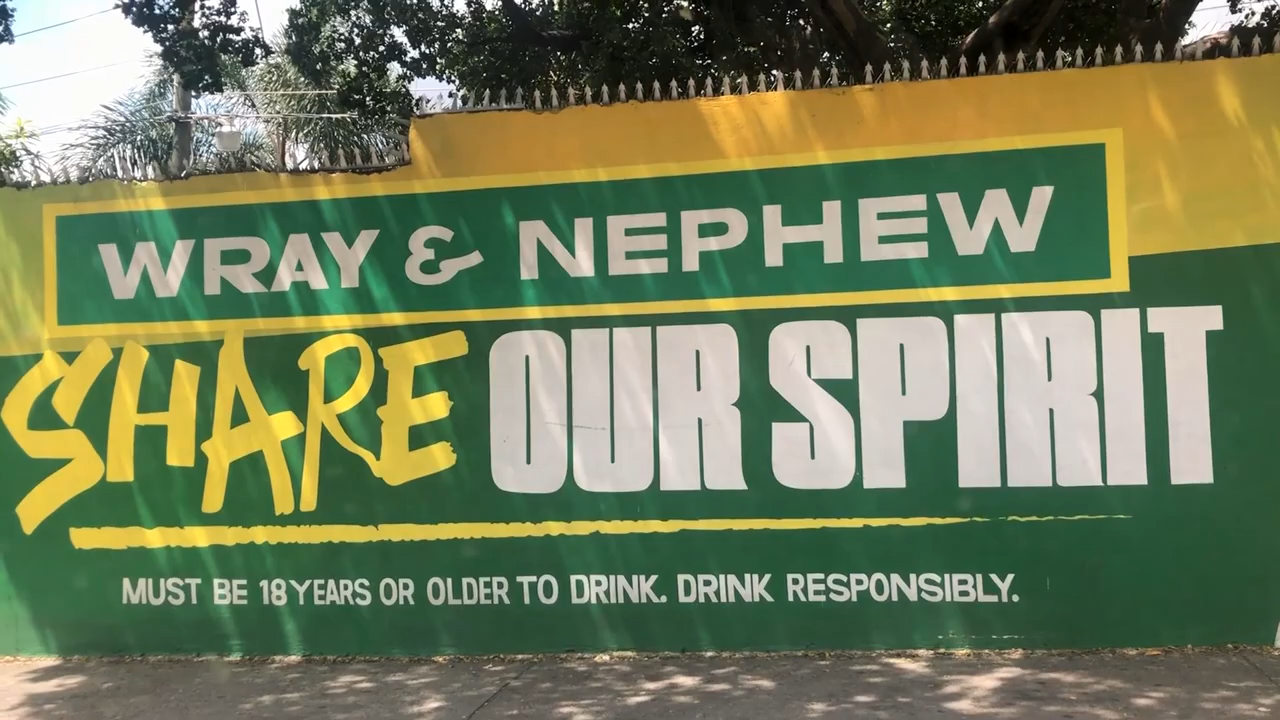 WRAY & NEPHEW
SHARE OUR SPIRIT
MUST BE 18 YEARS OR OLDER TO DRINK. DRINK RESPONSIBLY.